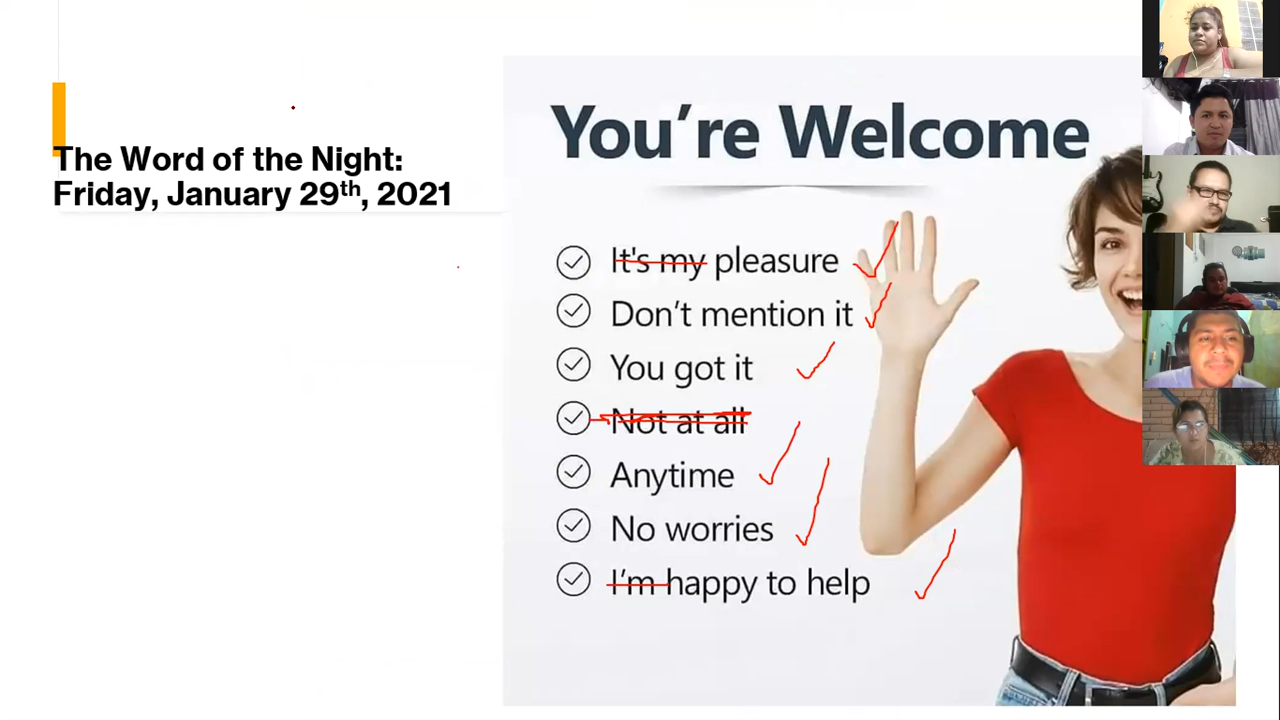 The Word of the Night:
Friday, January 29th, 2021
You're Welcome
It's my pleasure
Don't mention it
You got it
Not at all
Anytime
No worries
I'm happy to help